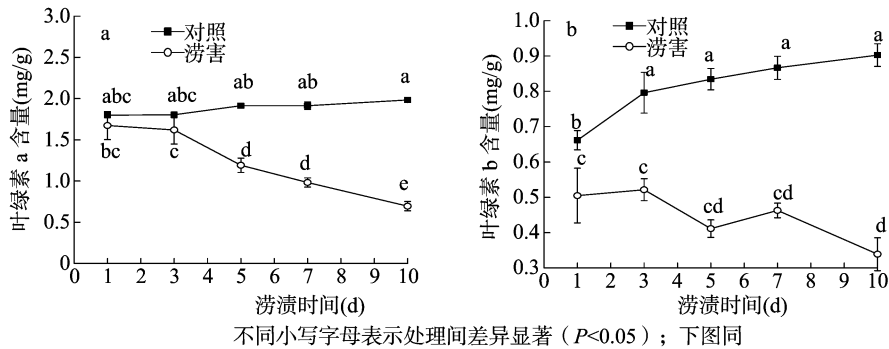 a
对照
涝害
叶绿素 a 含量(mg/g)
3.0
2.5
2.0
1.5
1.0
0.5
0
abc
abc
ab
ab
a
bc
c
d
d
e
0 1 2 3 4 5 6 7 8 9 10
涝渍时间(d)
b
对照
涝害
叶绿素 b 含量(mg/g)
1.0
0.9
0.8
0.7
0.6
0.5
0.4
0.3
b
a
a
a
a
c
c
cd
cd
d
0 1 2 3 4 5 6 7 8 9 10
涝渍时间(d)
不同小写字母表示处理间差异显著（P<0.05）；下图同